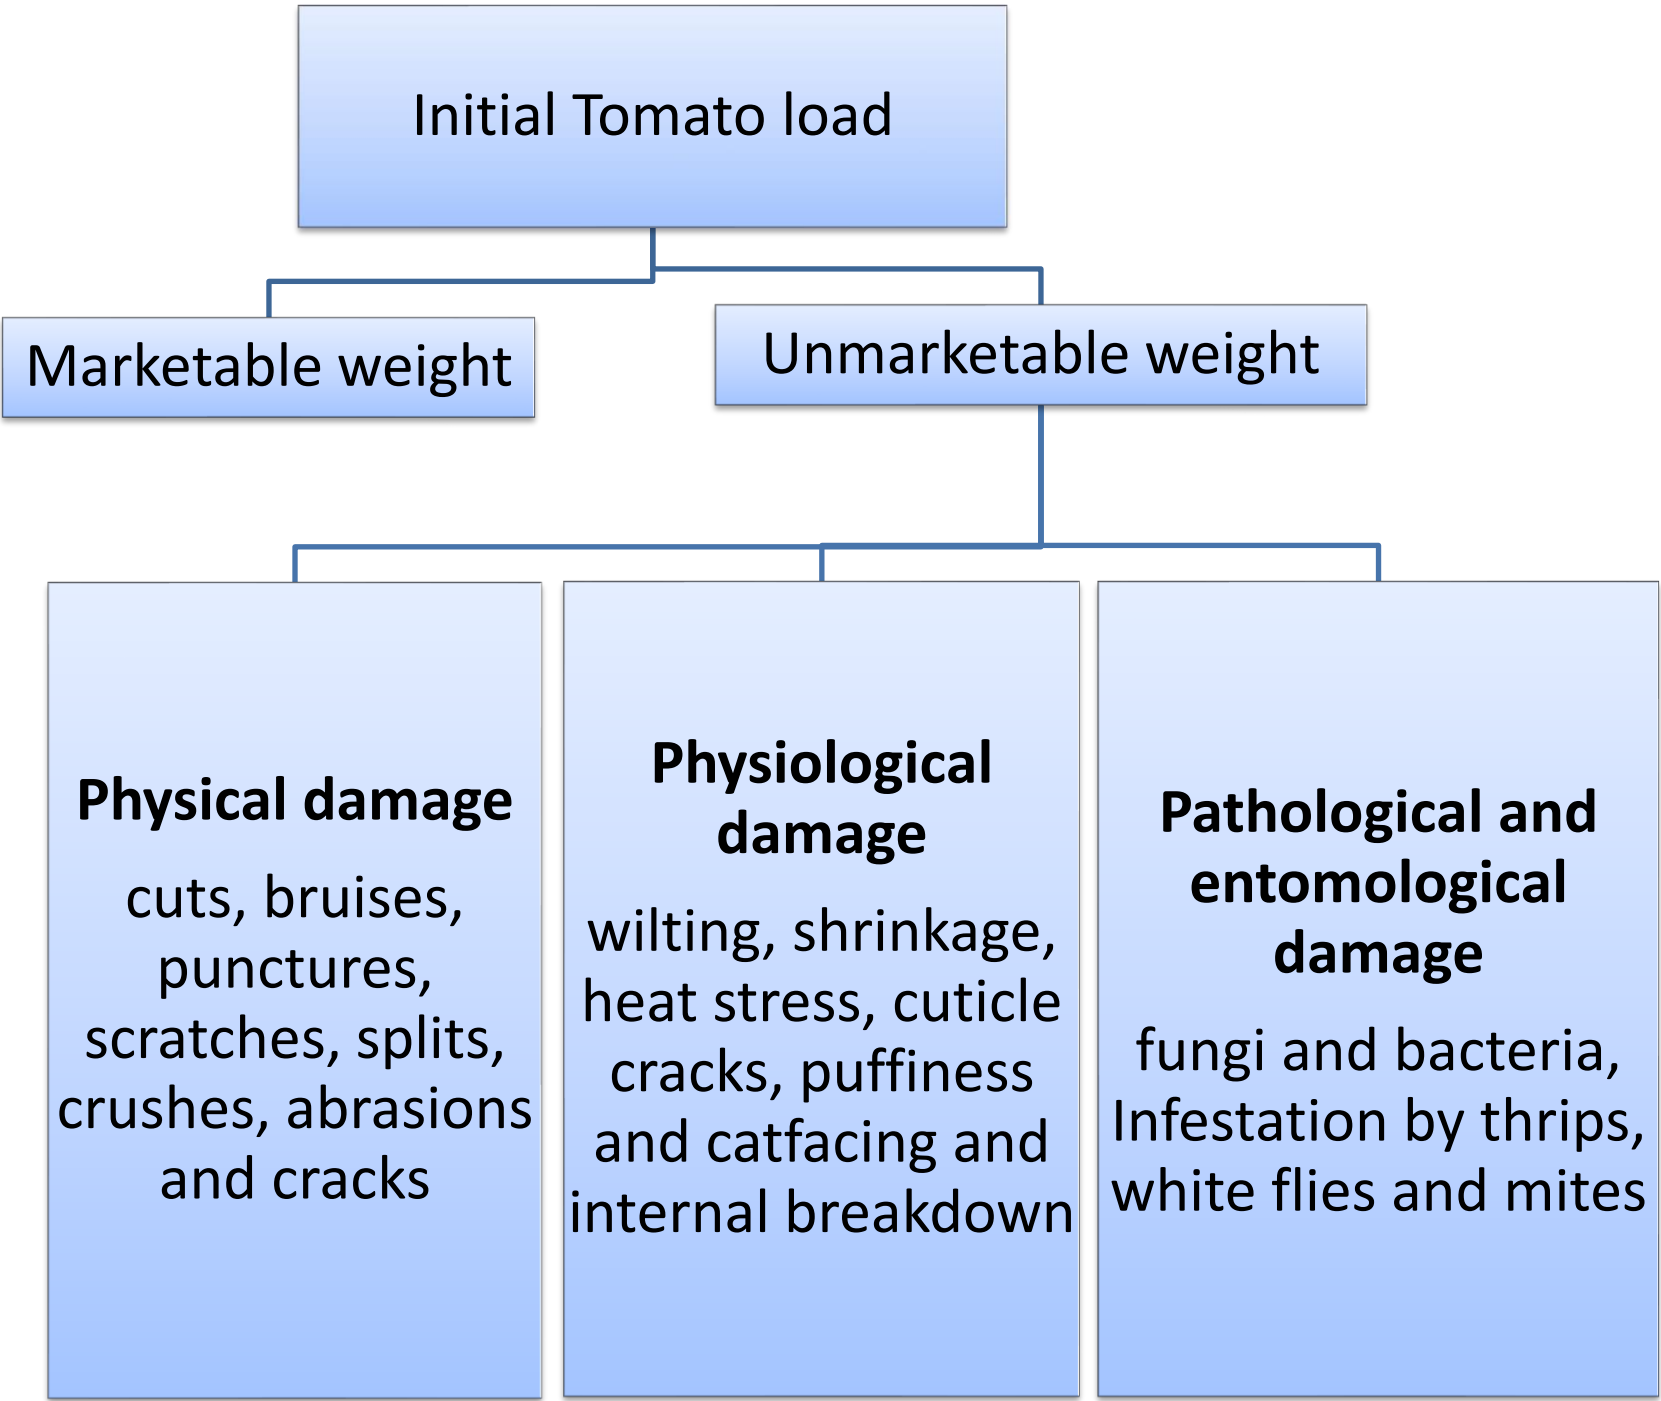 Initial Tomato load
Marketable weight
Unmarketable weight
Physical damage
cuts, bruises,
punctures,
scratches, splits,
crushes, abrasions
and cracks
Physiological
damage
wilting, shrinkage,
heat stress, cuticle
cracks, puffiness
and catfacing and
internal breakdown
Pathological and
entomological
damage
fungi and bacteria,
Infestation by thrips,
white flies and mites